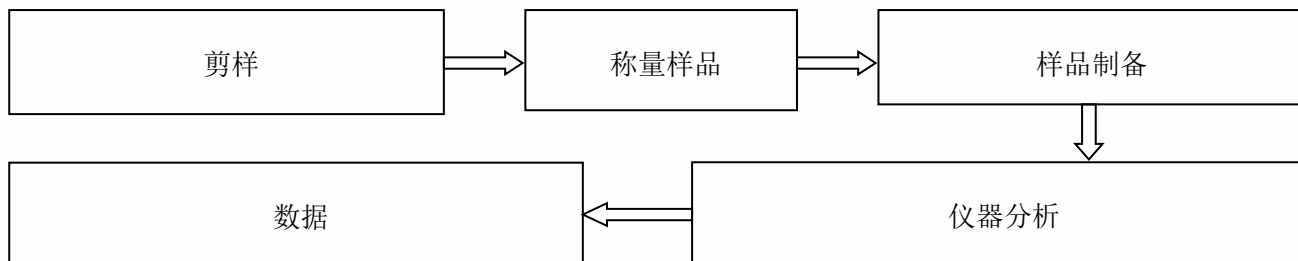 剪样
称量样品
样品制备
仪器分析
数据